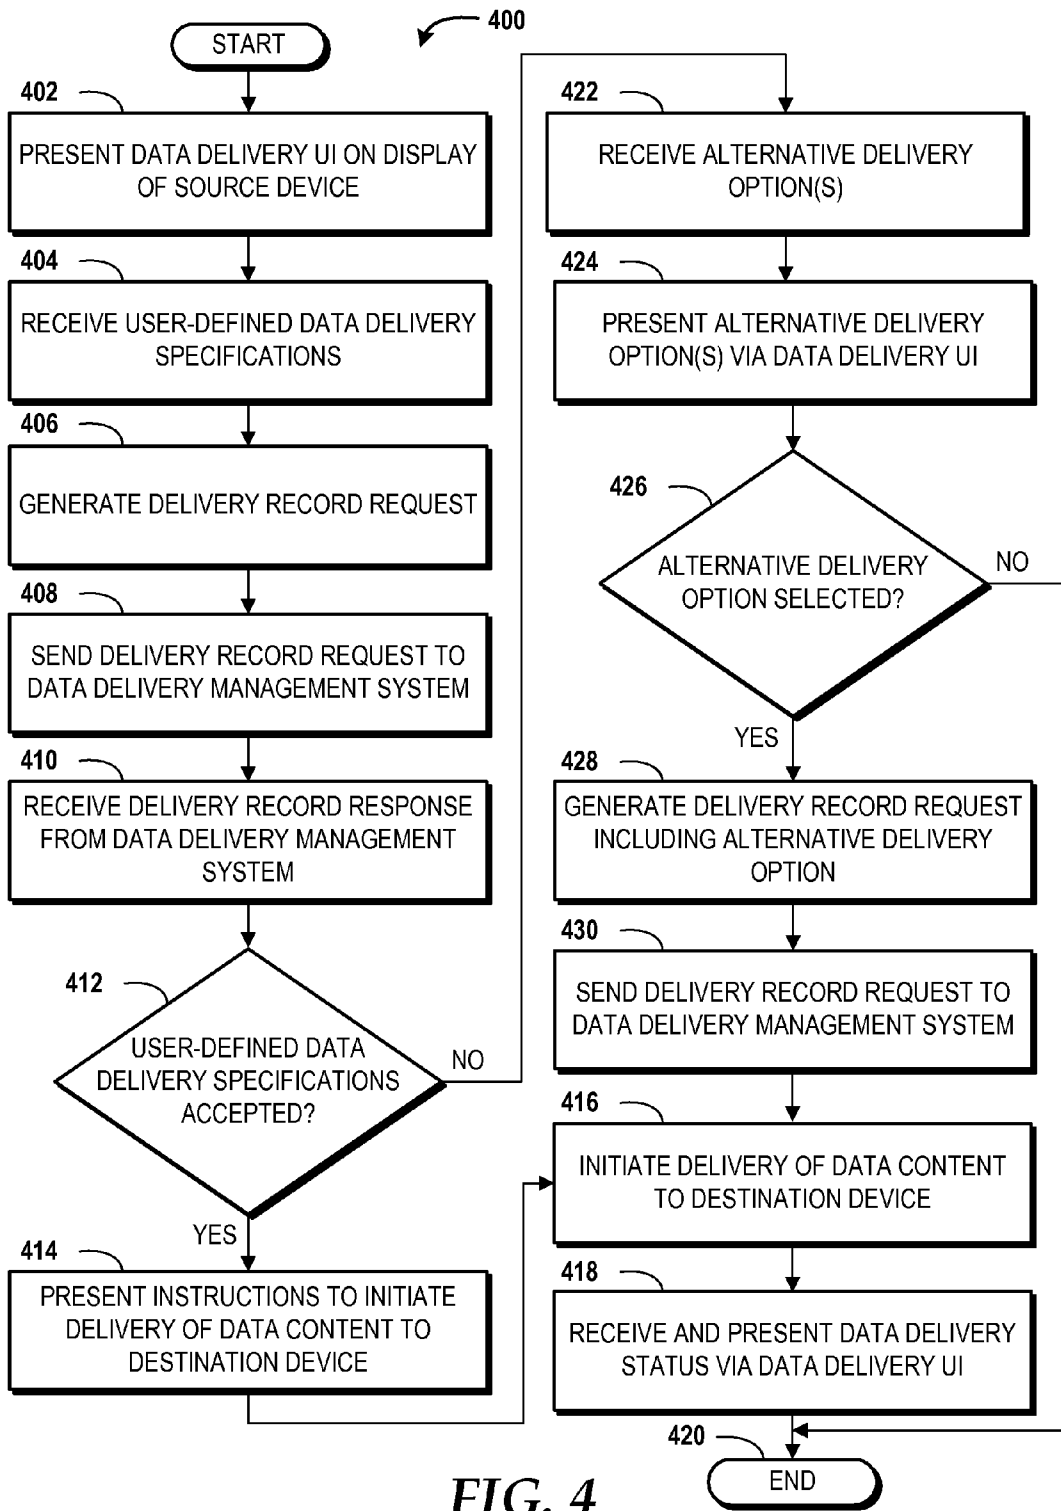 400
START
402
PRESENT DATA DELIVERY UI ON DISPLAY
OF SOURCE DEVICE
404
RECEIVE USER-DEFINED DATA DELIVERY
SPECIFICATIONS
406
GENERATE DELIVERY RECORD REQUEST
408
SEND DELIVERY RECORD REQUEST TO
DATA DELIVERY MANAGEMENT SYSTEM
410
RECEIVE DELIVERY RECORD RESPONSE
FROM DATA DELIVERY MANAGEMENT
SYSTEM
412
USER-DEFINED DATA
DELIVERY SPECIFICATIONS
ACCEPTED?
NO
YES
414
PRESENT INSTRUCTIONS TO INITIATE
DELIVERY OF DATA CONTENT TO
DESTINATION DEVICE
422
RECEIVE ALTERNATIVE DELIVERY
OPTION(S)
424
PRESENT ALTERNATIVE DELIVERY
OPTION(S) VIA DATA DELIVERY UI
426
ALTERNATIVE DELIVERY
OPTION SELECTED?
NO
YES
428
GENERATE DELIVERY RECORD REQUEST
INCLUDING ALTERNATIVE DELIVERY
OPTION
430
SEND DELIVERY RECORD REQUEST TO
DATA DELIVERY MANAGEMENT SYSTEM
416
INITIATE DELIVERY OF DATA CONTENT
TO DESTINATION DEVICE
418
RECEIVE AND PRESENT DATA DELIVERY
STATUS VIA DATA DELIVERY UI
420
END
FIG. 4